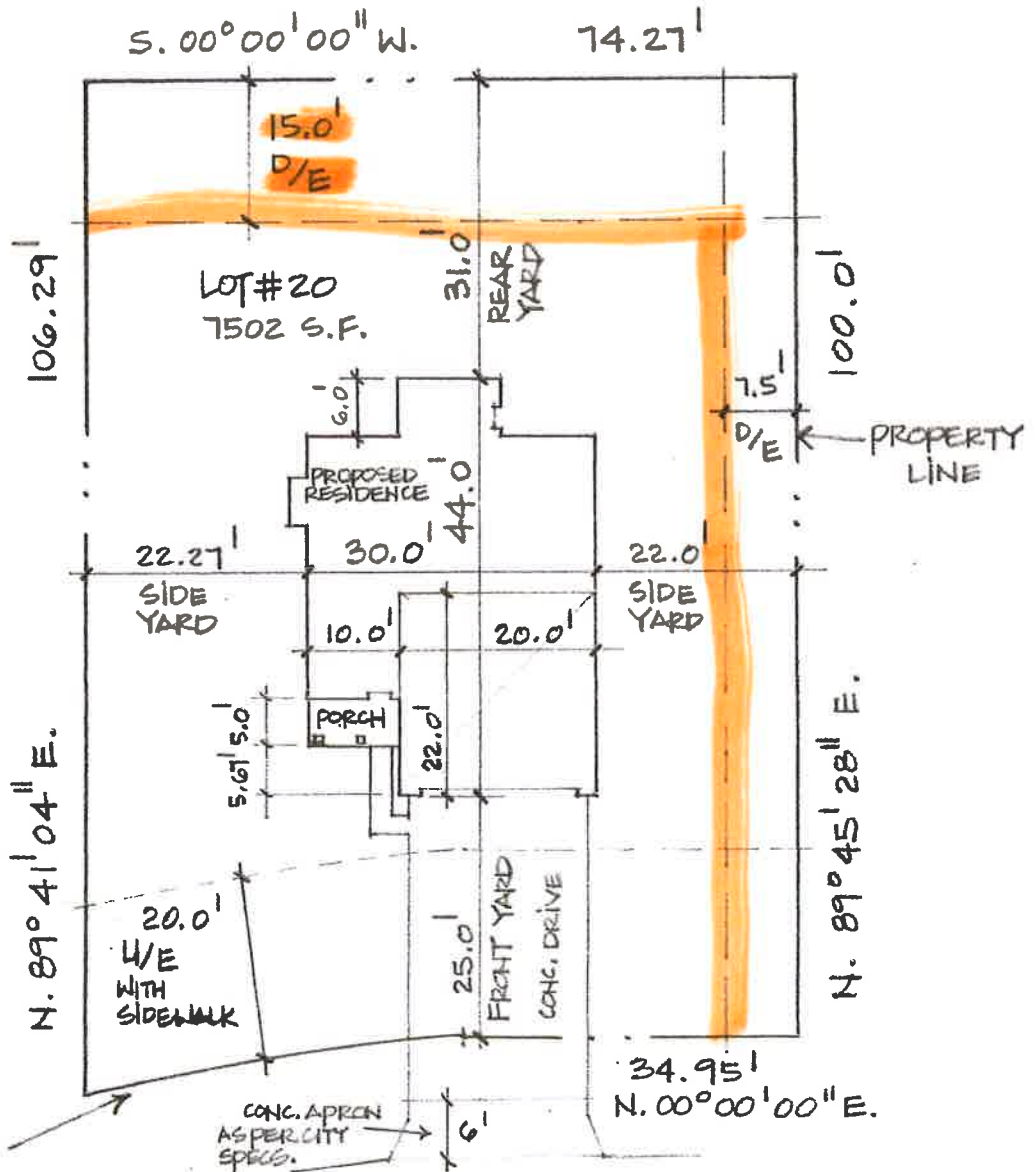 S. 00°00'00" W. 74.27'
15.0'
D/E
106.29'
LOT #20
7502 S.F.
31.0'
REAR
YARD
100.0'
6.0'
7.5'
D/E
PROPERTY
LINE
PROPOSED
RESIDENCE
44.0'
22.27'
SIDE
YARD
30.0'
22.0'
SIDE
YARD
10.0'
20.0'
PORCH
5.0'
5.67'
22.0'
N. 89° 41' 04" E.
N. 89° 45' 28" E.
20.0'
U/E
WITH
SIDEWALK
25.0'
FRONT YARD
CONC. DRIVE
34.95'
N. 00°00'00" E.
CONC. APRON
AS PER CITY
SPECS.
6'